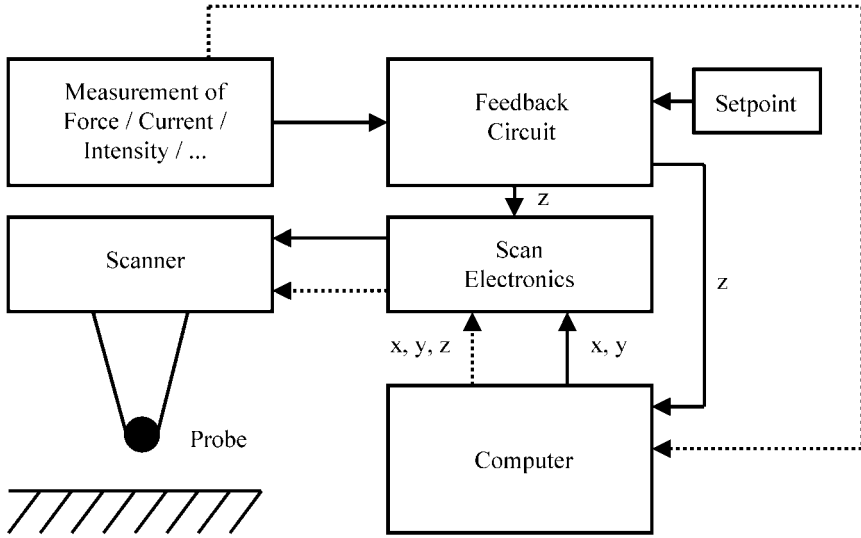 Measurement of
Force / Current /
Intensity / ...
Feedback
Circuit
Setpoint
z
Scanner
Scan
Electronics
z
x, y, z
x, y
Probe
Computer